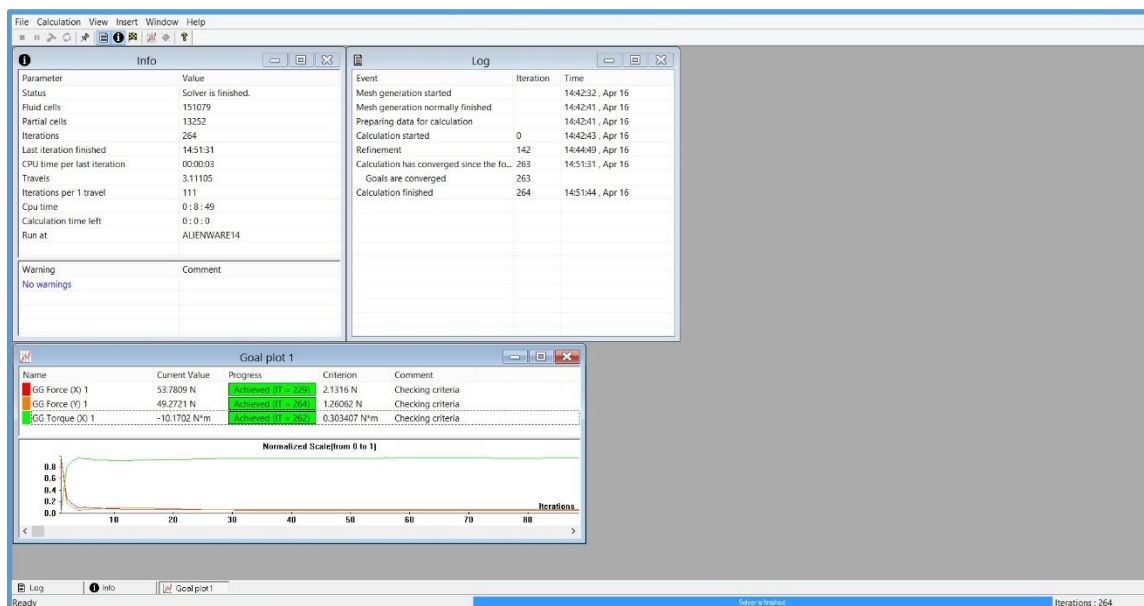 File Calculation View Insert Window Help
Info
Parameter Value
Status Solver is finished.
Fluid cells 151079
Partial cells 13252
Iterations 264
Last iteration finished 14:51:31
CPU time per last iteration 00:00:03
Travels 3.11105
Iterations per 1 travel 111
Cpu time 0 : 8 : 49
Calculation time left 0 : 0 : 0
Run at ALIENWARE14
Warning Comment
No warnings
Log
Event Iteration Time
Mesh generation started 14:42:32 , Apr 16
Mesh generation normally finished 14:42:41 , Apr 16
Preparing data for calculation 14:42:41 , Apr 16
Calculation started 0 14:42:43 , Apr 16
Refinement 142 14:44:49 , Apr 16
Calculation has converged since the fo... 263 14:51:31 , Apr 16
Goals are converged 263
Calculation finished 264 14:51:44 , Apr 16
Goal plot 1
Name Current Value Progress Criterion Comment
GG Force (X) 1 53.7809 N Achieved (IT = 229) 2.1316 N Checking criteria
GG Force (Y) 1 49.2721 N Achieved (IT = 264) 1.26062 N Checking criteria
GG Torque (X) 1 -10.1702 N*m Achieved (IT = 262) 0.303407 N*m Checking criteria
Normalized Scale(from 0 to 1)
0.8
0.6
0.4
0.2
0.0
Iterations
10 20 30 40 50 60 70 80
Log Info Goal plot 1
Ready Solver is finished. Iterations : 264